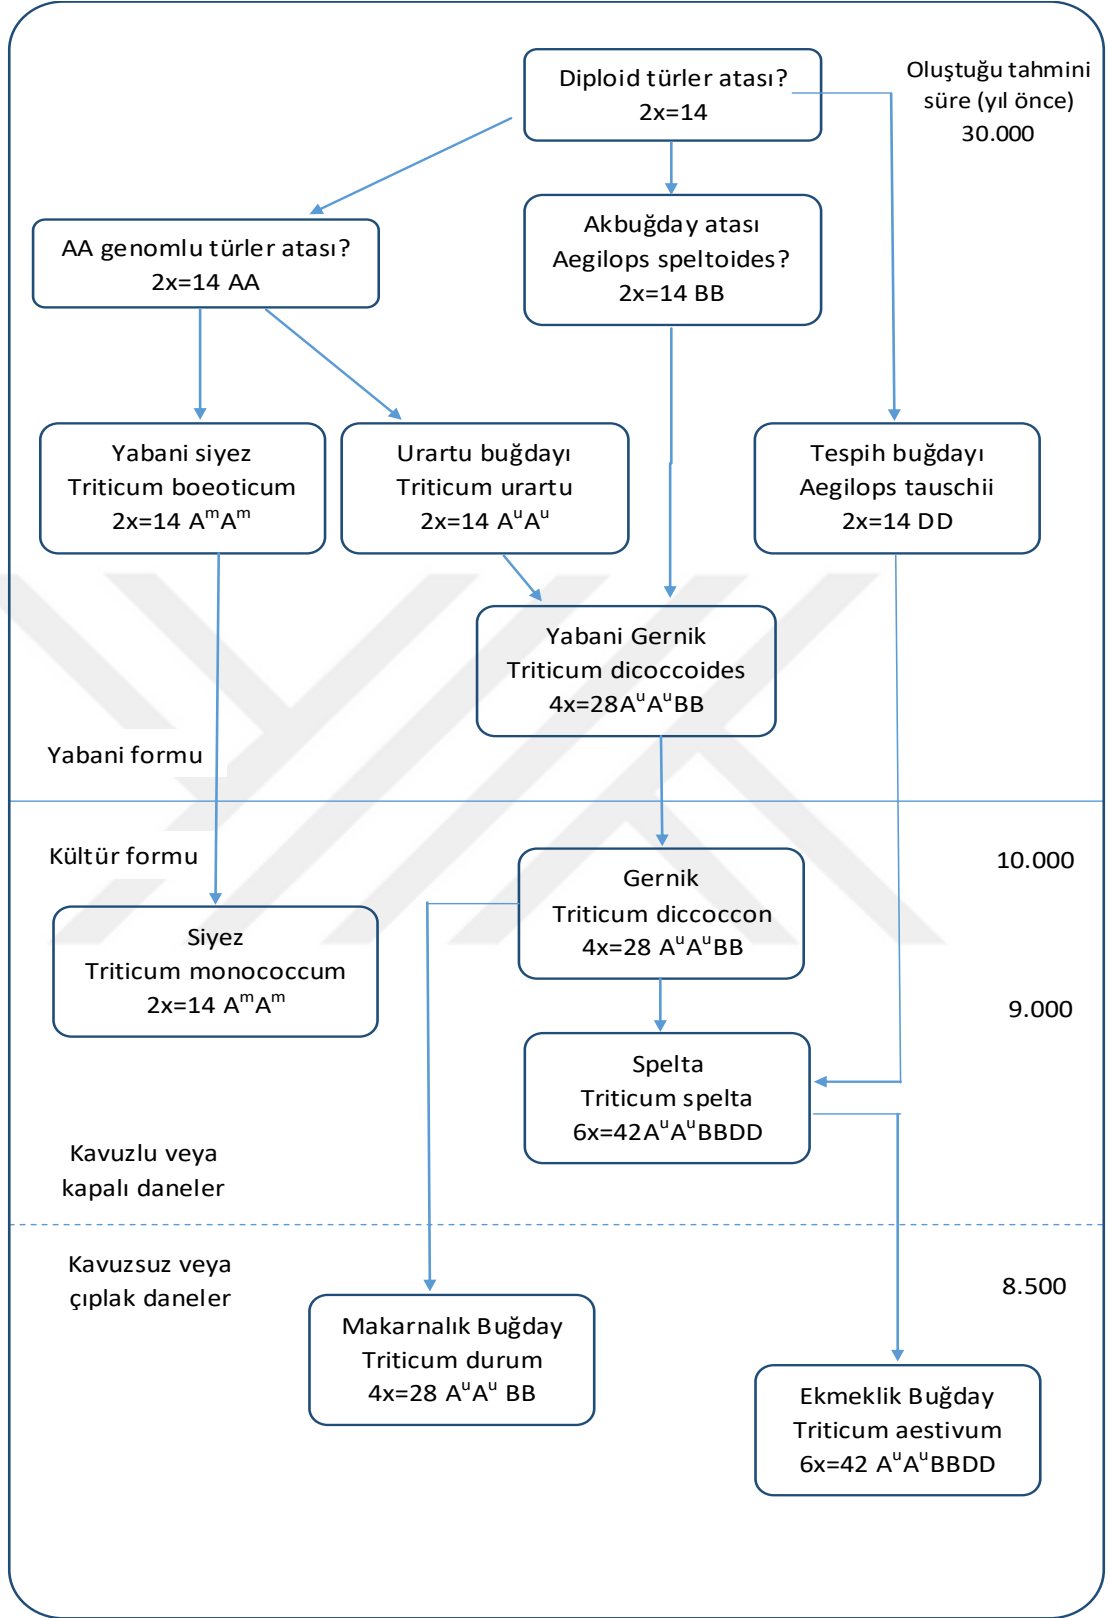 Diploid türler atası?
2x=14
Oluştuğu tahmini
süre (yıl önce)
30.000
AA genomlu türler atası?
2x=14 AA
Akbuğday atası
Aegilops speltoides?
2x=14 BB
Yabani siyez
Triticum boeoticum
2x=14 AᵐAᵐ
Urartu buğdayı
Triticum urartu
2x=14 AᵘAᵘ
Tespih buğdayı
Aegilops tauschii
2x=14 DD
Yabani Gernik
Triticum dicoccoides
4x=28AᵘAᵘBB
Yabani formu
Kültür formu
10.000
Gernik
Triticum diccoccon
4x=28 AᵘAᵘBB
Siyez
Triticum monococcum
2x=14 AᵐAᵐ
9.000
Spelta
Triticum spelta
6x=42AᵘAᵘBBDD
Kavuzlu veya
kapalı daneler
Kavuzsuz veya
çıplak daneler
8.500
Makarnalık Buğday
Triticum durum
4x=28 AᵘAᵘ BB
Ekmeklik Buğday
Triticum aestivum
6x=42 AᵘAᵘBBDD